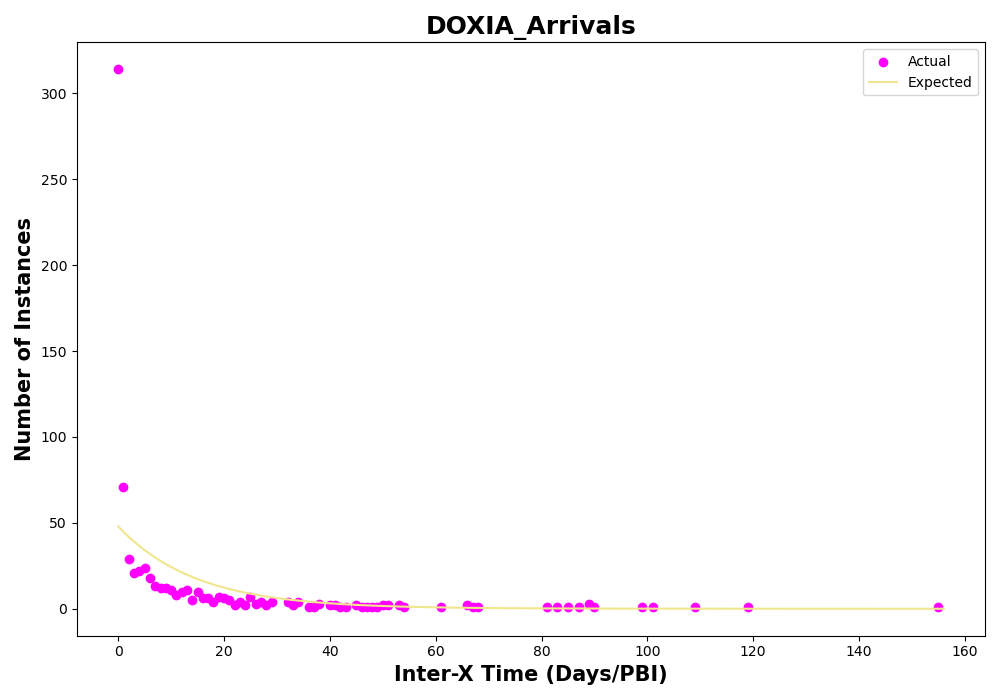 DOXIA_Arrivals
Actual
Expected
Number of Instances
300
250
200
150
100
50
0
0 20 40 60 80 100 120 140 160
Inter-X Time (Days/PBI)